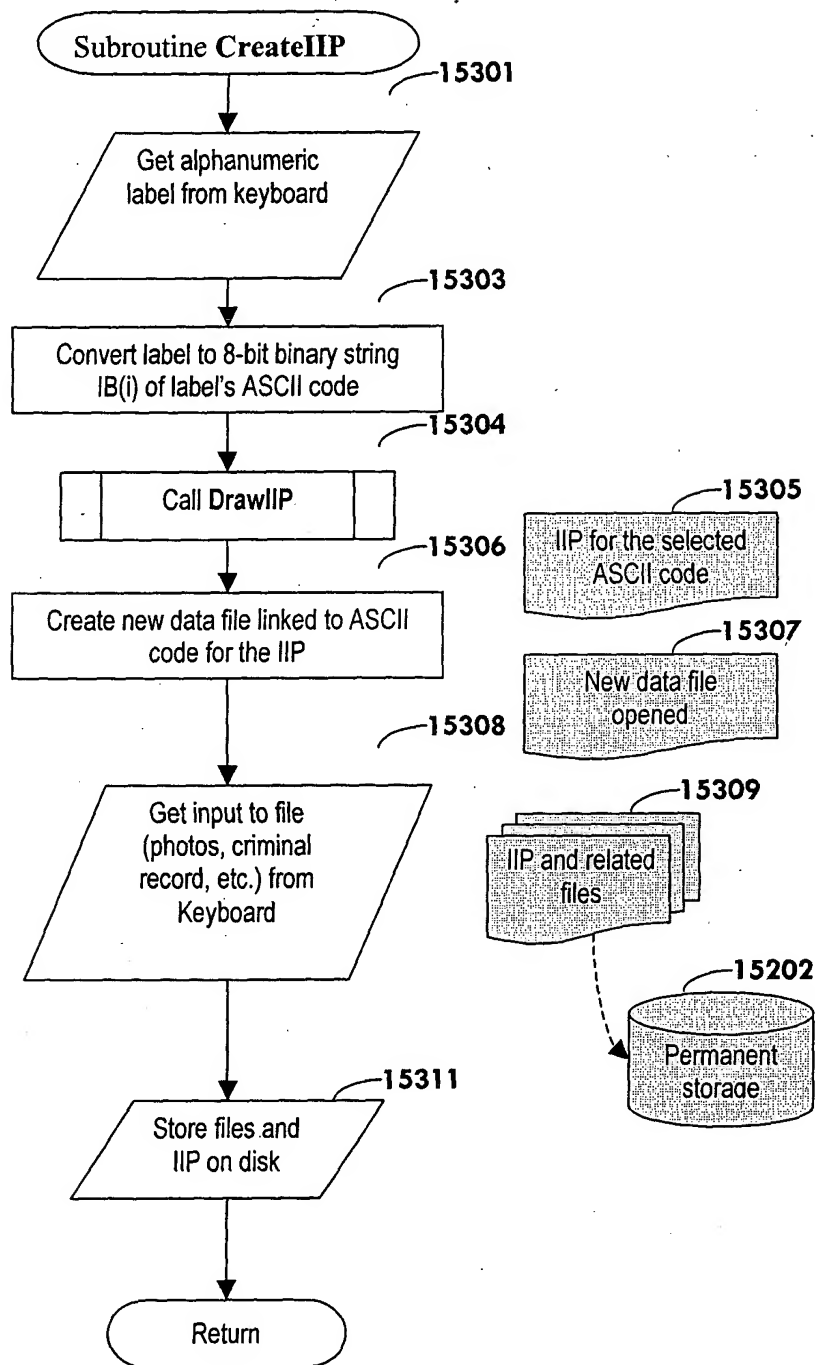 Subroutine CreateIIP
15301
Get alphanumeric
label from keyboard
15303
Convert label to 8-bit binary string
IB(i) of label's ASCII code
15304
Call DrawIIP
15305
IIP for the selected
ASCII code
15306
Create new data file linked to ASCII
code for the IIP
15307
New data file
opened
15308
Get input to file
(photos, criminal
record, etc.) from
Keyboard
15309
IIP and related
files
15202
Permanent
storage
15311
Store files and
IIP on disk
Return